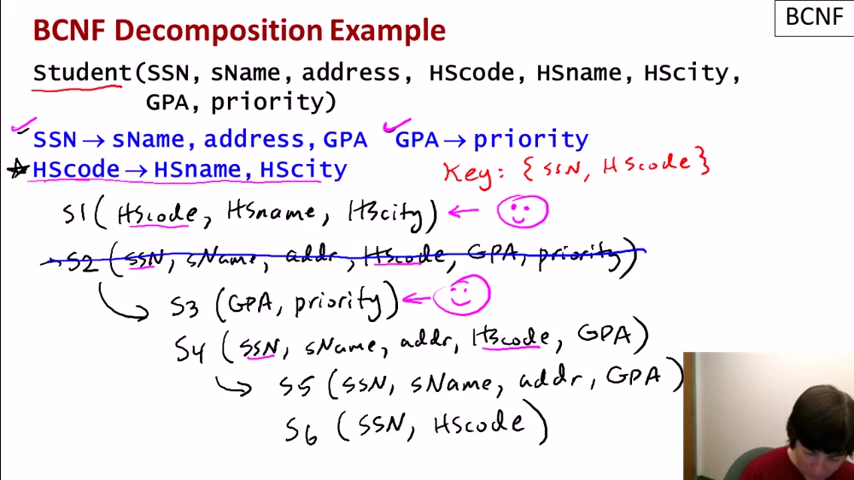 BCNF Decomposition Example
BCNF
Student(SSN, sName, address, HScode, HSname, HScity,
GPA, priority)
SSN → sName, address, GPA GPA → priority
HScode → HSname, HScity
Key: {SSN, HScode}
S1 (HScode, HSname, HScity) ←
S2 (SSN, sName, addr, HScode, GPA, priority)
S3 (GPA, priority) ←
S4 (SSN, sName, addr, HScode, GPA)
S5 (SSN, sName, addr, GPA)
S6 (SSN, HScode)